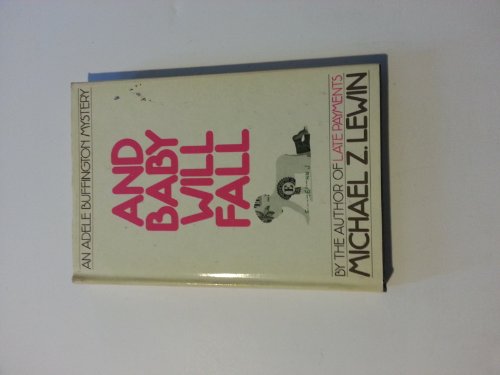 AN ADELE BUFFINGTON MYSTERY
AND
BABY
WILL
FALL
E
BY THE AUTHOR OF LATE PAYMENTS
MICHAEL Z. LEWIN